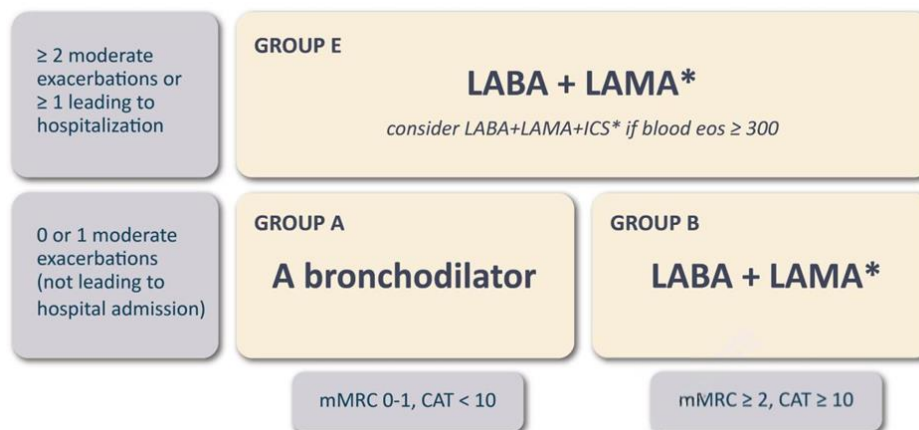 ≥ 2 moderate
exacerbations or
≥ 1 leading to
hospitalization
GROUP E
LABA + LAMA*
consider LABA+LAMA+ICS* if blood eos ≥ 300
0 or 1 moderate
exacerbations
(not leading to
hospital admission)
GROUP A
A bronchodilator
GROUP B
LABA + LAMA*
mMRC 0-1, CAT < 10
mMRC ≥ 2, CAT ≥ 10